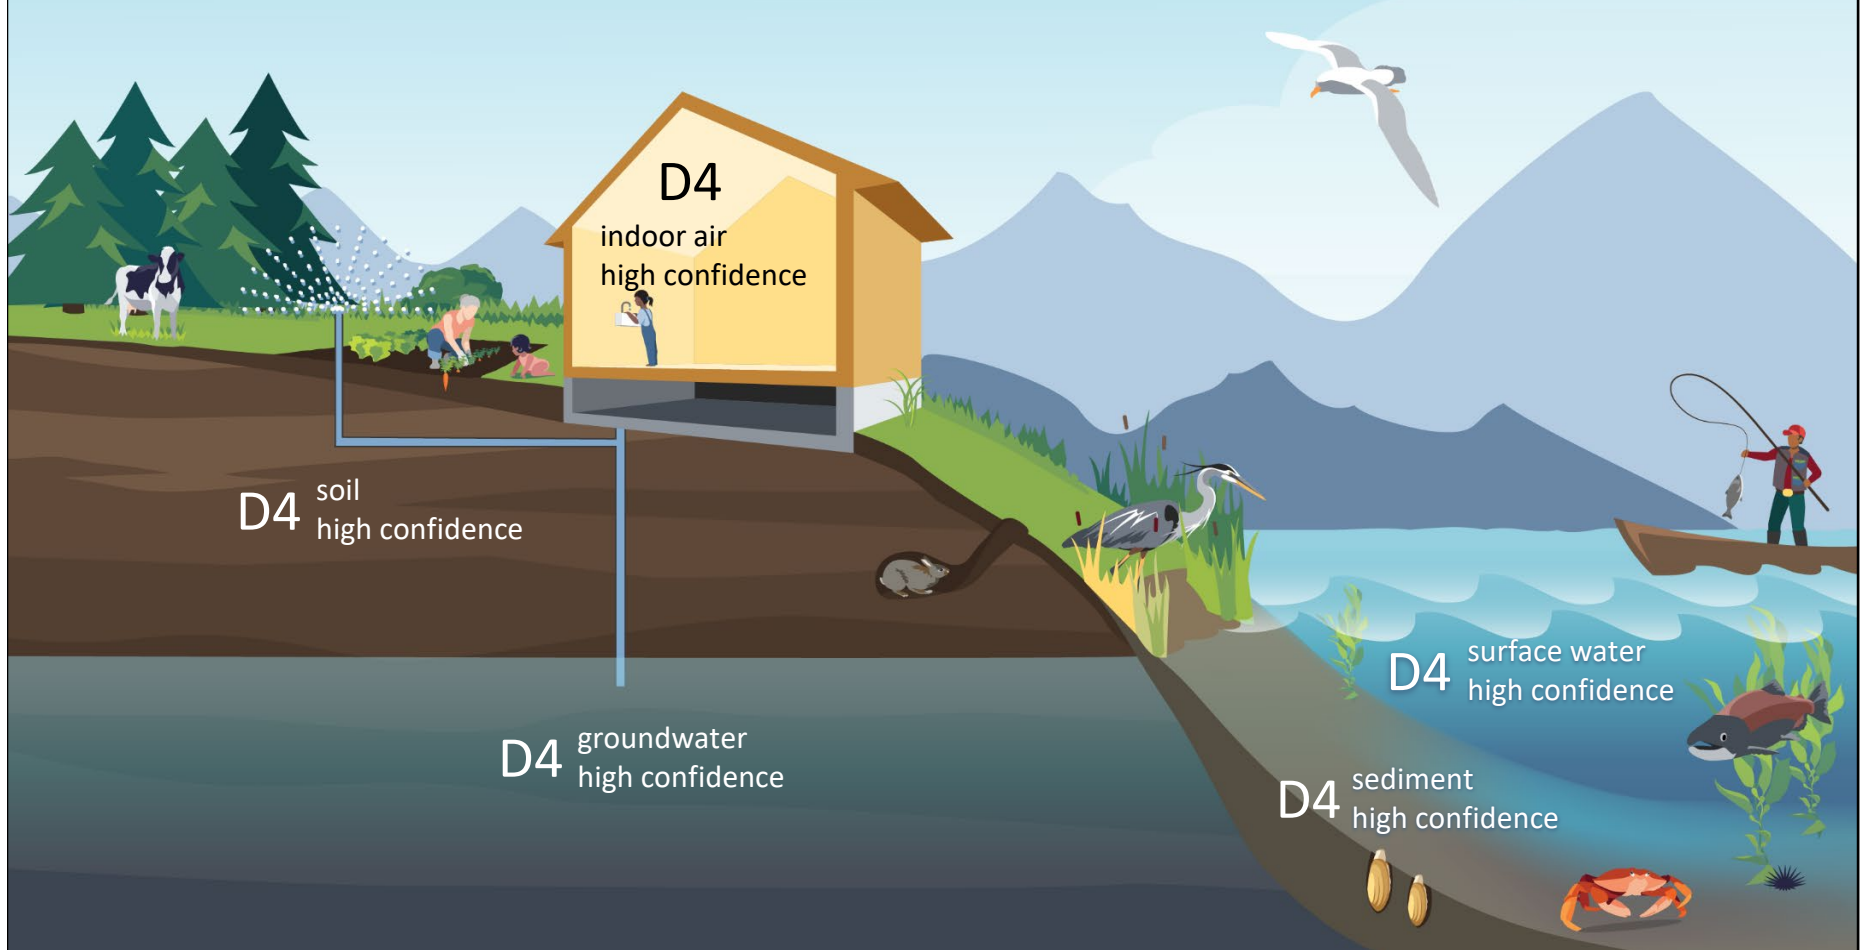 D4
indoor air
high confidence
D4 soil
high confidence
D4 surface water
high confidence
D4 groundwater
high confidence
D4 sediment
high confidence